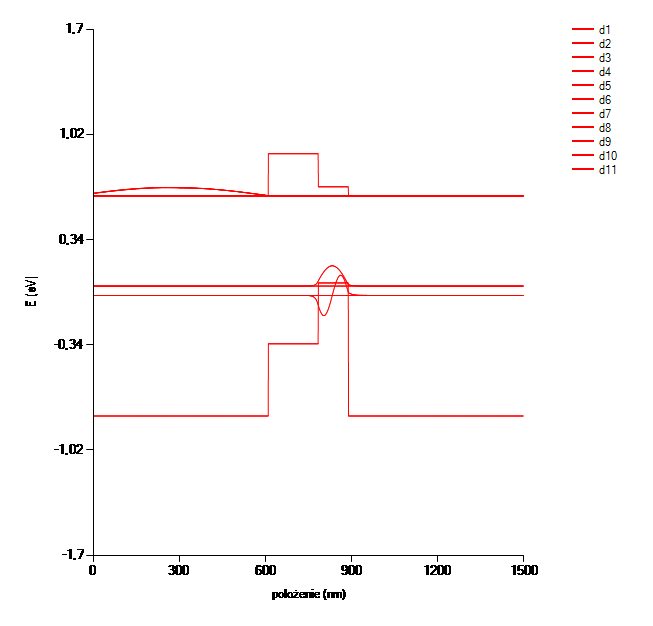 1.7
1.02
0.34
-0.34
-1.02
-1.7
E (eV)
0
300
600
900
1200
1500
położenie (nm)
d1
d2
d3
d4
d5
d6
d7
d8
d9
d10
d11